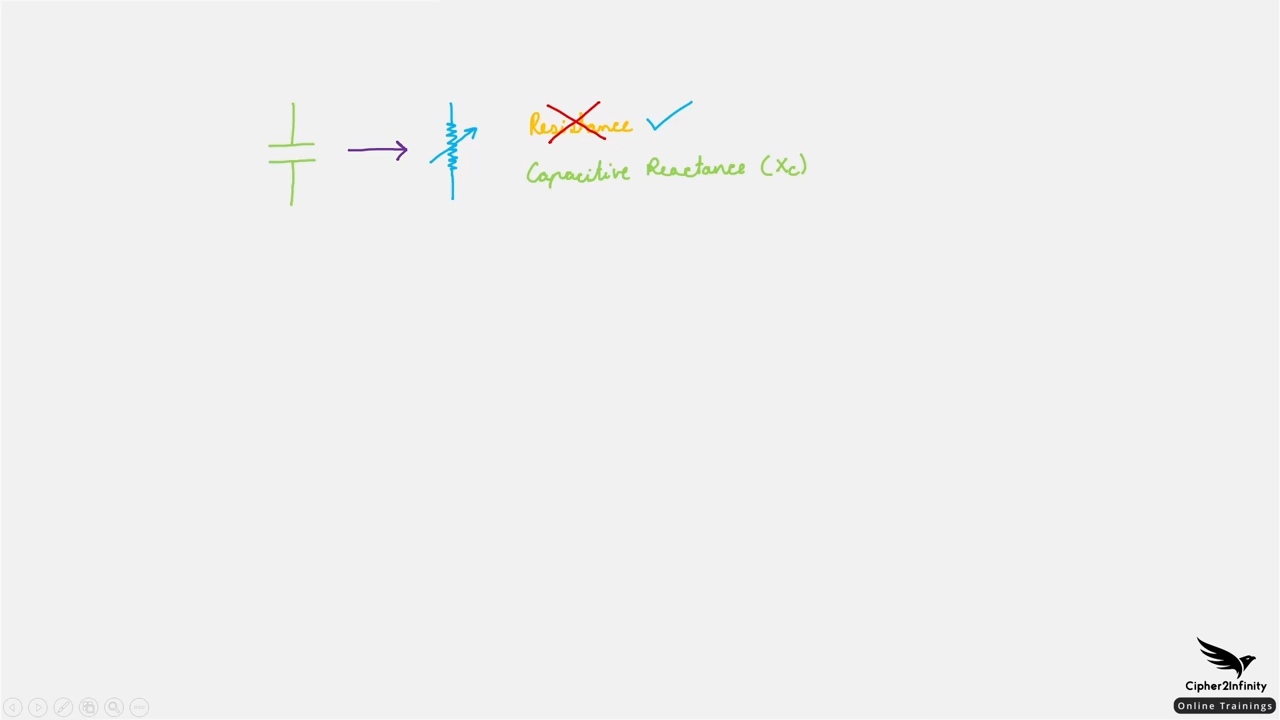 Resistance
Capacitive Reactance (Xc)
Cipher2Infinity
Online Trainings